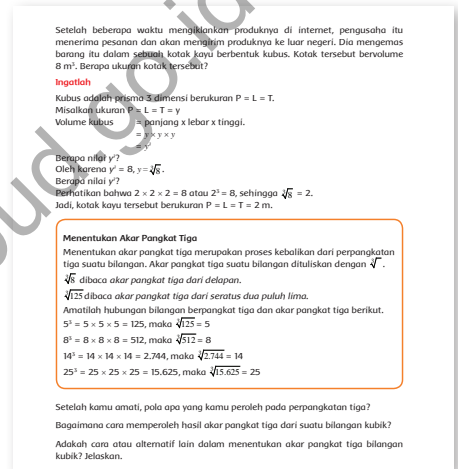 Setelah beberapa waktu mengiklankan produknya di internet, pengusaha itu
menerima pesanan dan akan mengirim produknya ke luar negeri. Dia mengemas
barang itu dalam sebuah kotak kayu berbentuk kubus. Kotak tersebut bervolume
8 m³. Berapa ukuran kotak tersebut?
Ingatlah
Kubus adalah prisma 3 dimensi berukuran P = L = T.
Misalkan ukuran P = L = T = y
Volume kubus = panjang x lebar x tinggi.
= y × y × y
= y³
Berapa nilai y³?
Oleh karena y³ = 8, y = ∛8.
Berapa nilai y³?
Perhatikan bahwa 2 × 2 × 2 = 8 atau 2³ = 8, sehingga ∛8 = 2.
Jadi, kotak kayu tersebut berukuran P = L = T = 2 m.
Menentukan Akar Pangkat Tiga
Menentukan akar pangkat tiga merupakan proses kebalikan dari perpangkatan
tiga suatu bilangan. Akar pangkat tiga suatu bilangan dituliskan dengan ∛ .
∛8 dibaca akar pangkat tiga dari delapan.
∛125 dibaca akar pangkat tiga dari seratus dua puluh lima.
Amatilah hubungan bilangan berpangkat tiga dan akar pangkat tiga berikut.
5³ = 5 × 5 × 5 = 125, maka ∛125 = 5
8³ = 8 × 8 × 8 = 512, maka ∛512 = 8
14³ = 14 × 14 × 14 = 2.744, maka ∛2.744 = 14
25³ = 25 × 25 × 25 = 15.625, maka ∛15.625 = 25
Setelah kamu amati, pola apa yang kamu peroleh pada perpangkatan tiga?
Bagaimana cara memperoleh hasil akar pangkat tiga dari suatu bilangan kubik?
Adakah cara atau alternatif lain dalam menentukan akar pangkat tiga bilangan
kubik? Jelaskan.
ud.go.id